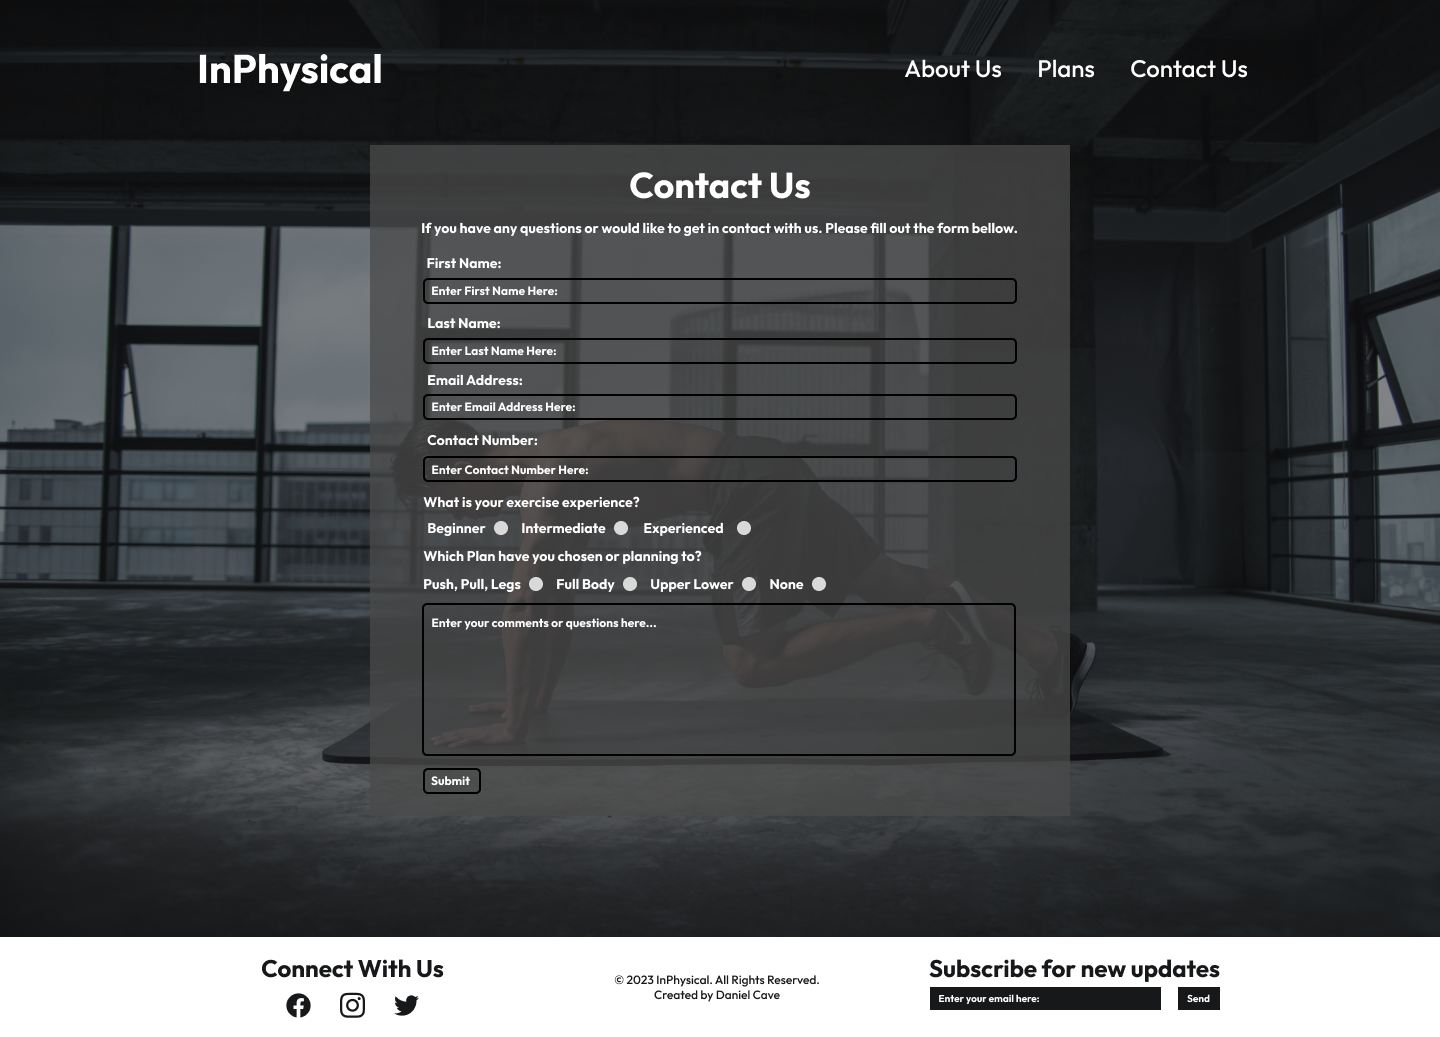 InPhysical
About Us Plans Contact Us
Contact Us
If you have any questions or would like to get in contact with us. Please fill out the form bellow.
First Name:
Enter First Name Here:
Last Name:
Enter Last Name Here:
Email Address:
Enter Email Address Here:
Contact Number:
Enter Contact Number Here:
What is your exercise experience?
Beginner Intermediate Experienced
Which Plan have you chosen or planning to?
Push, Pull, Legs Full Body Upper Lower None
Enter your comments or questions here...
Submit
Connect With Us
© 2023 InPhysical. All Rights Reserved.
Created by Daniel Cave
Subscribe for new updates
Enter your email here: Send